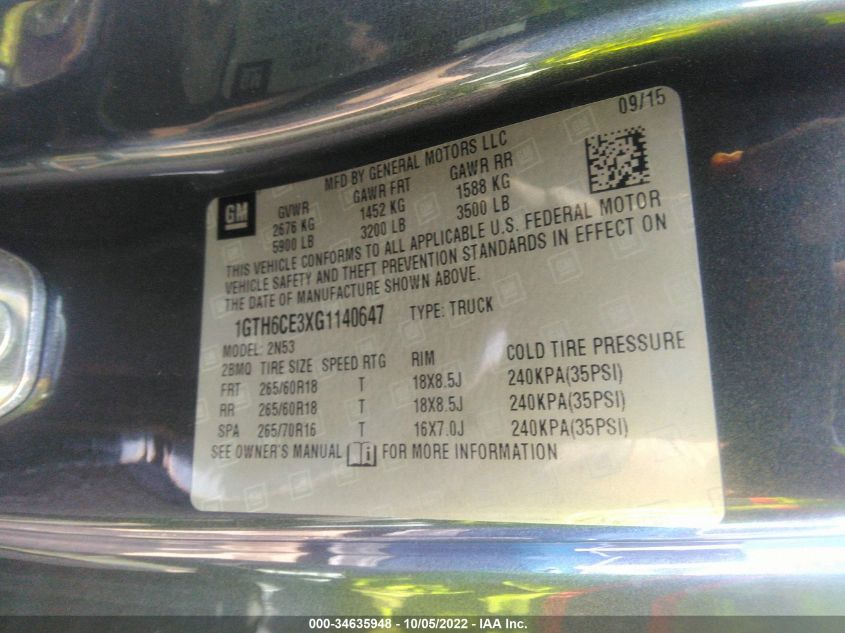 09/15
GM
MFD BY GENERAL MOTORS LLC
GVWR GAWR FRT GAWR RR
2676 KG 1452 KG 1588 KG
5900 LB 3200 LB 3500 LB
THIS VEHICLE CONFORMS TO ALL APPLICABLE U.S. FEDERAL MOTOR
VEHICLE SAFETY AND THEFT PREVENTION STANDARDS IN EFFECT ON
THE DATE OF MANUFACTURE SHOWN ABOVE.
1GTH6CE3XG1140647 TYPE: TRUCK
MODEL: 2N53
2BMQ TIRE SIZE SPEED RTG RIM COLD TIRE PRESSURE
FRT 265/60R18 T 18X8.5J 240KPA(35PSI)
RR 265/60R18 T 18X8.5J 240KPA(35PSI)
SPA 265/70R16 T 16X7.0J 240KPA(35PSI)
SEE OWNER'S MANUAL i FOR MORE INFORMATION
000-34635948 - 10/05/2022 - IAA Inc.